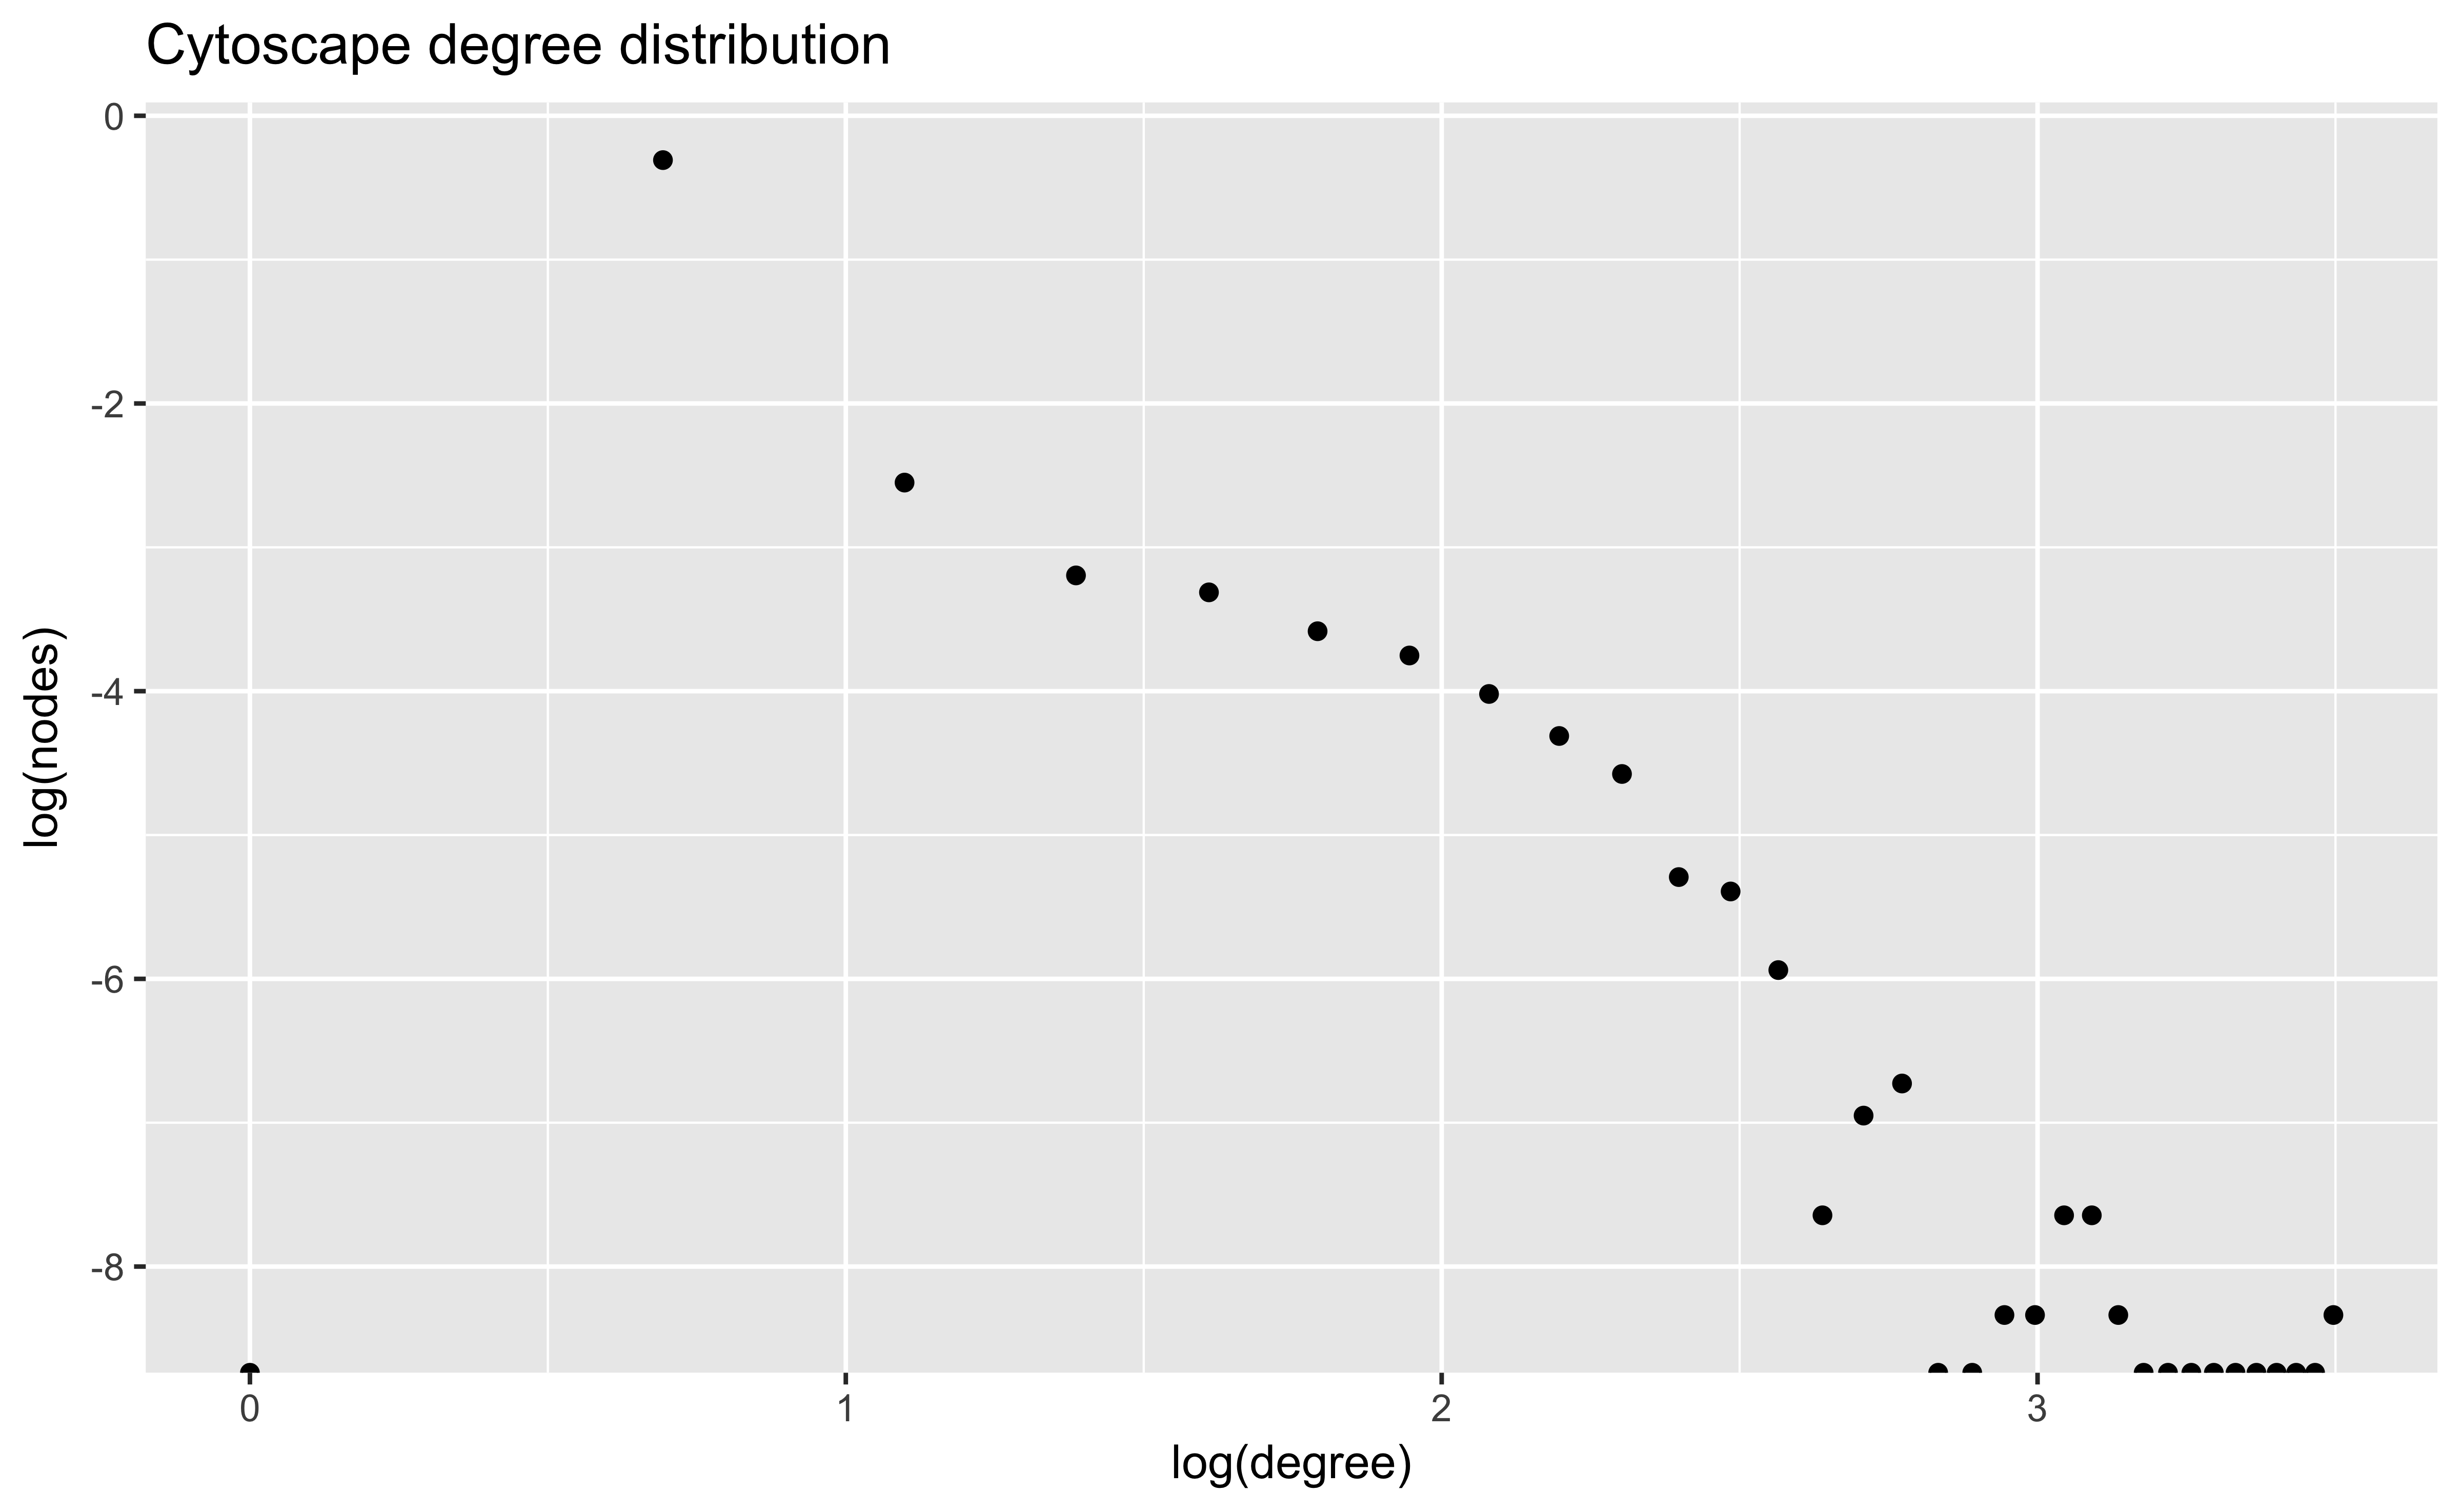 Cytoscape degree distribution
0
-2
-4
-6
-8
log(nodes)
0 1 2 3
log(degree)